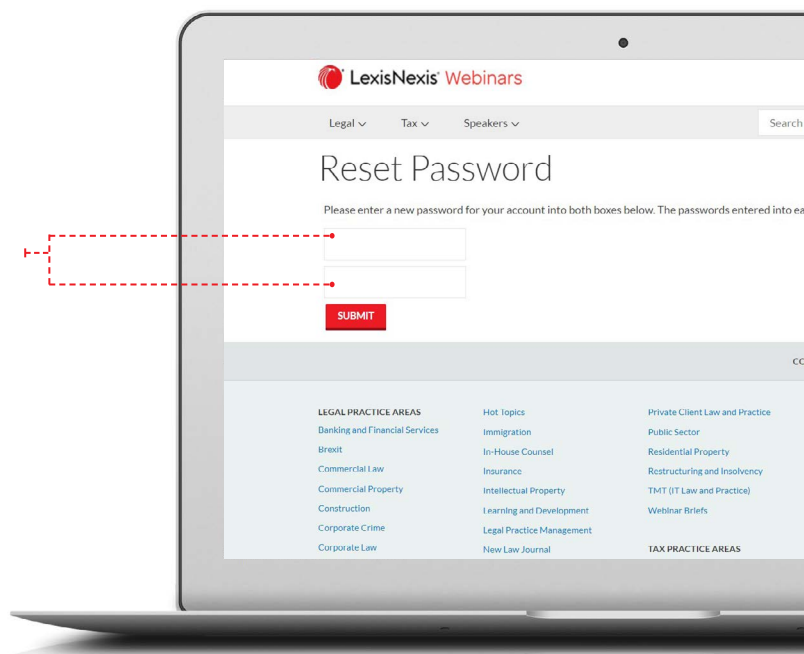 LexisNexis® Webinars
Legal
Tax
Speakers
Search
Reset Password
Please enter a new password for your account into both boxes below. The passwords entered into ea
SUBMIT
CO
LEGAL PRACTICE AREAS
Banking and Financial Services
Brexit
Commercial Law
Commercial Property
Construction
Corporate Crime
Corporate Law
Hot Topics
Immigration
In-House Counsel
Insurance
Intellectual Property
Learning and Development
Legal Practice Management
New Law Journal
Private Client Law and Practice
Public Sector
Residential Property
Restructuring and Insolvency
TMT (IT Law and Practice)
Webinar Briefs
TAX PRACTICE AREAS